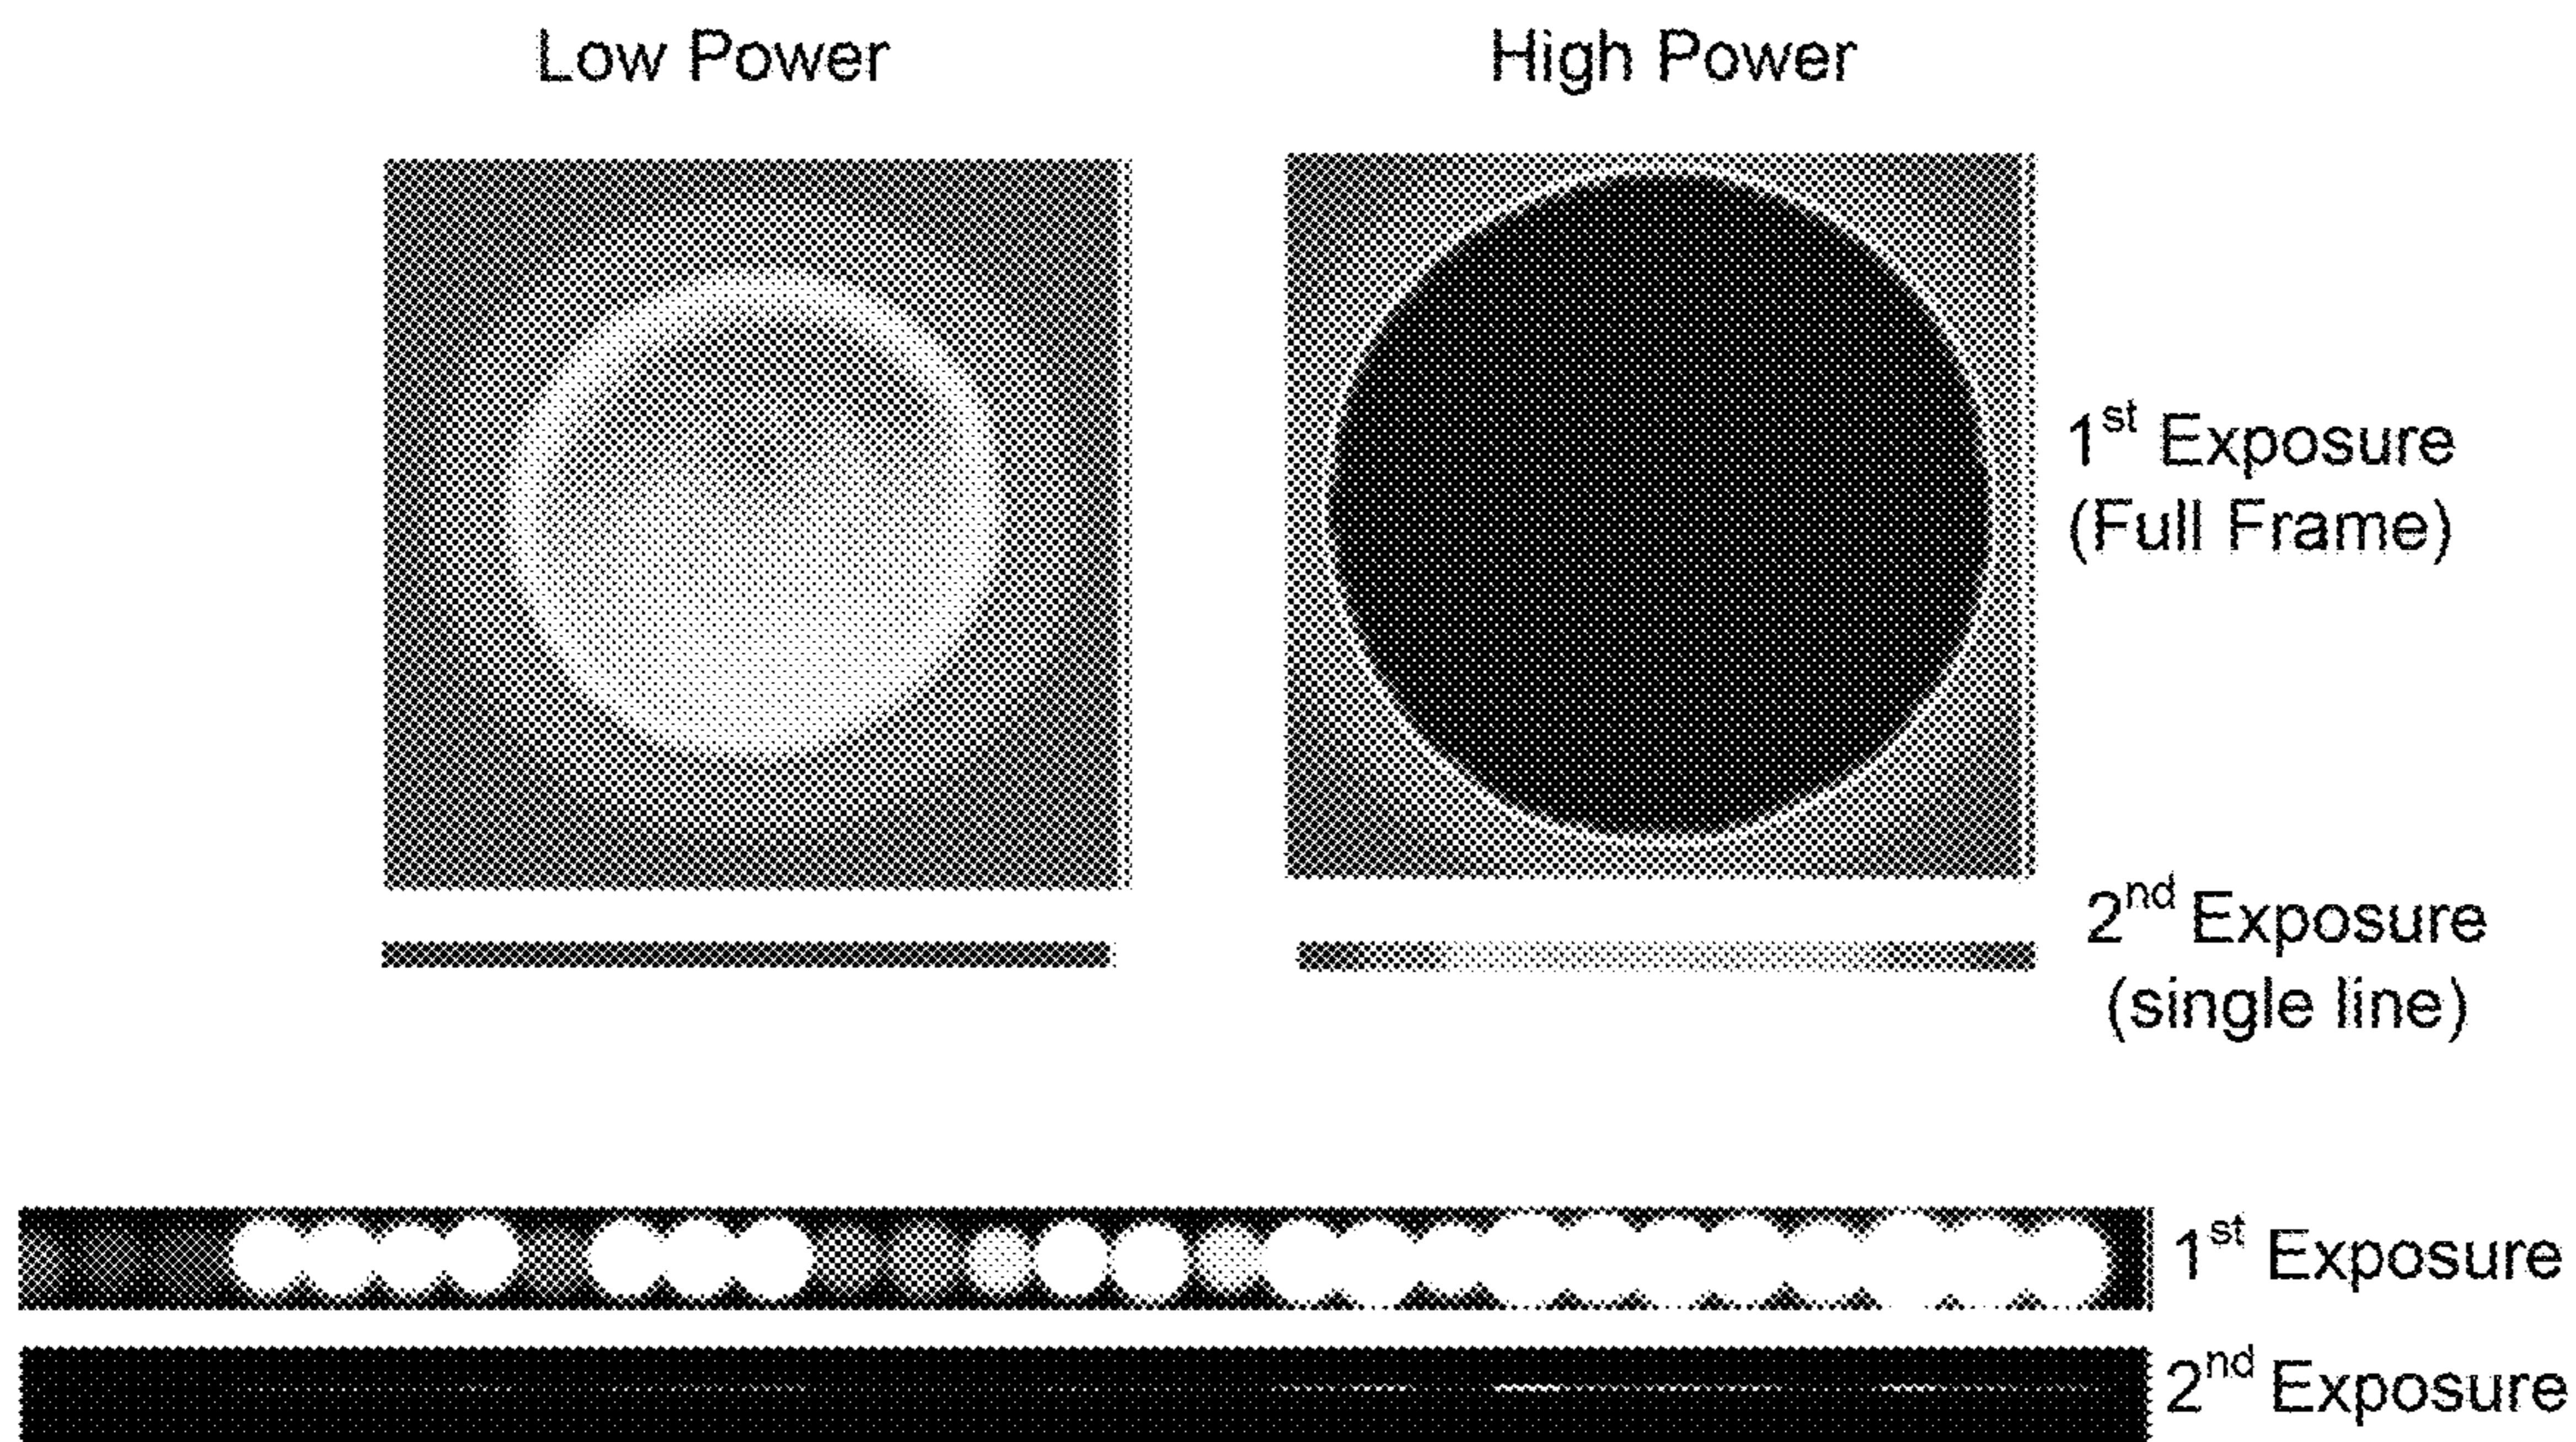 Low Power
High Power
1st Exposure
(Full Frame)
2nd Exposure
(single line)
1st Exposure
2nd Exposure